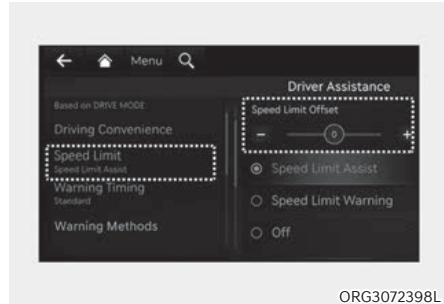 Menu
Driver Assistance
Based on DRIVE MODE
Driving Convenience
Speed Limit
Speed Limit Assist
Warning Timing
Standard
Warning Methods
Speed Limit Offset
- 0 +
Speed Limit Assist
Speed Limit Warning
Off
ORG3072398L